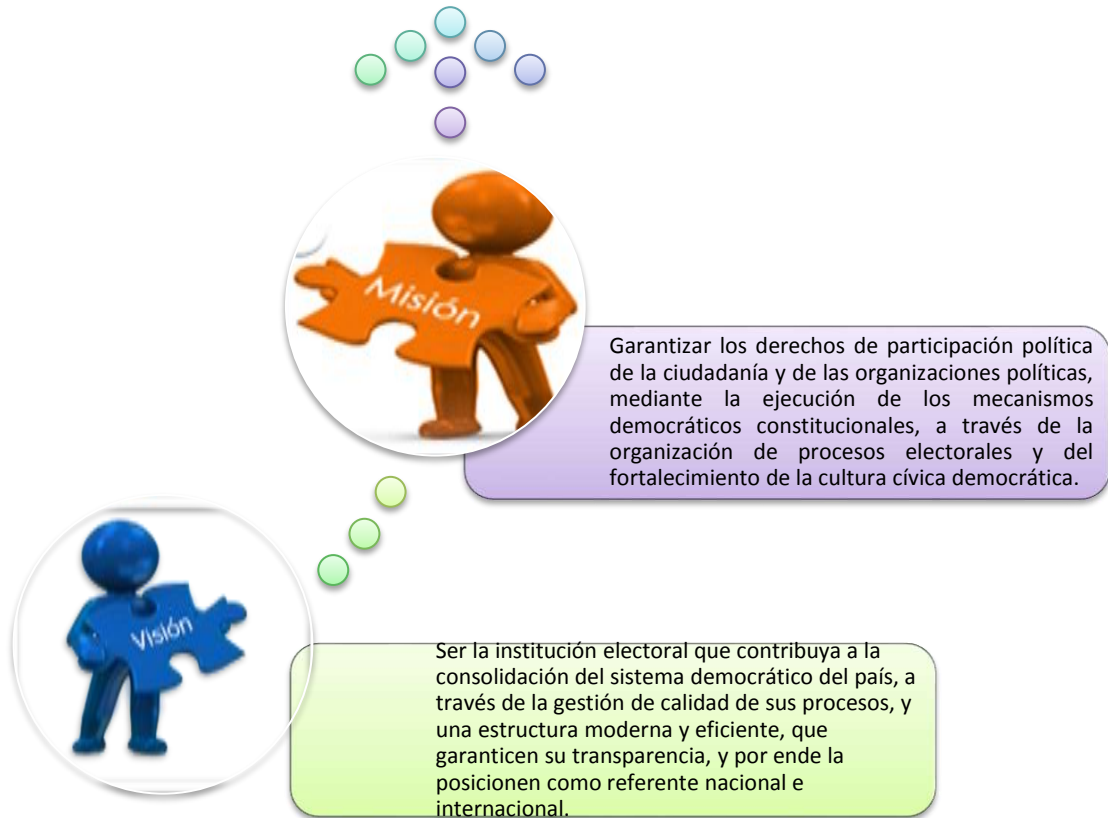 Misión
Garantizar los derechos de participación política
de la ciudadanía y de las organizaciones políticas,
mediante la ejecución de los mecanismos
democráticos constitucionales, a través de la
organización de procesos electorales y del
fortalecimiento de la cultura cívica democrática.
Visión
Ser la institución electoral que contribuya a la
consolidación del sistema democrático del país, a
través de la gestión de calidad de sus procesos, y
una estructura moderna y eficiente, que
garanticen su transparencia, y por ende la
posicionen como referente nacional e
internacional.